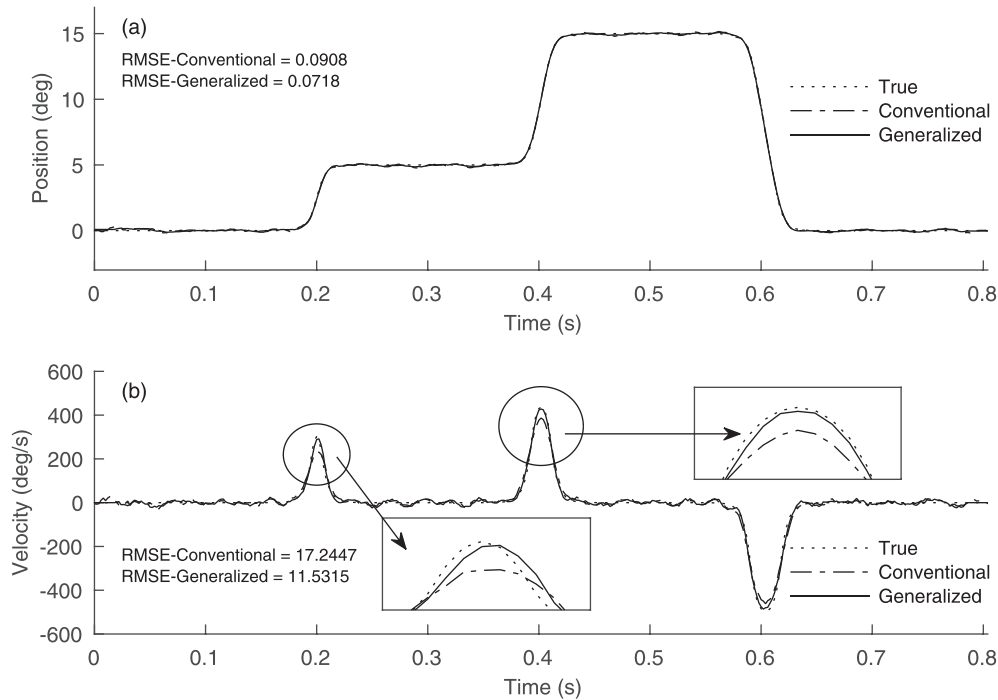 (a)
RMSE-Conventional = 0.0908
RMSE-Generalized = 0.0718
15
10
5
0
Position (deg)
True
Conventional
Generalized
0 0.1 0.2 0.3 0.4 0.5 0.6 0.7 0.8
Time (s)
(b)
600
400
200
0
-200
-400
-600
Velocity (deg/s)
RMSE-Conventional = 17.2447
RMSE-Generalized = 11.5315
True
Conventional
Generalized
0 0.1 0.2 0.3 0.4 0.5 0.6 0.7 0.8
Time (s)